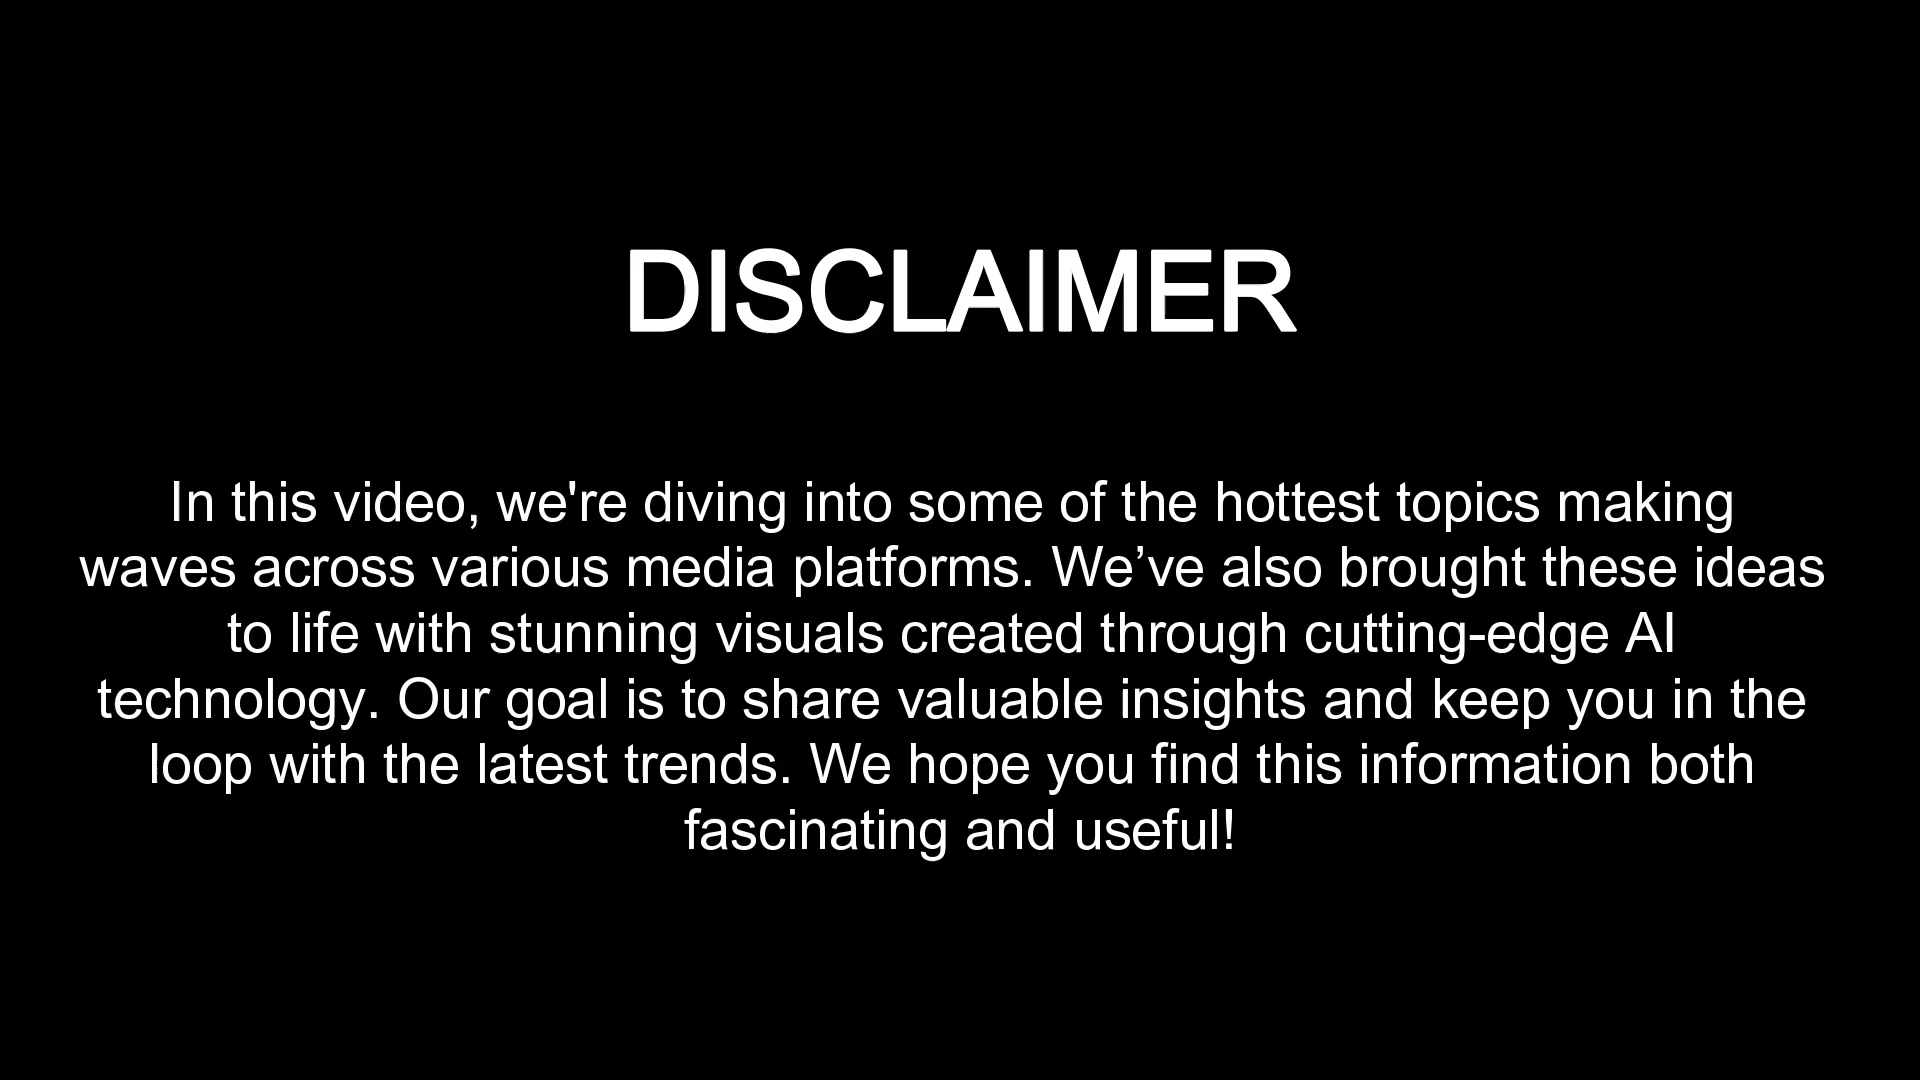 DISCLAIMER
In this video, we're diving into some of the hottest topics making
waves across various media platforms. We’ve also brought these ideas
to life with stunning visuals created through cutting-edge AI
technology. Our goal is to share valuable insights and keep you in the
loop with the latest trends. We hope you find this information both
fascinating and useful!